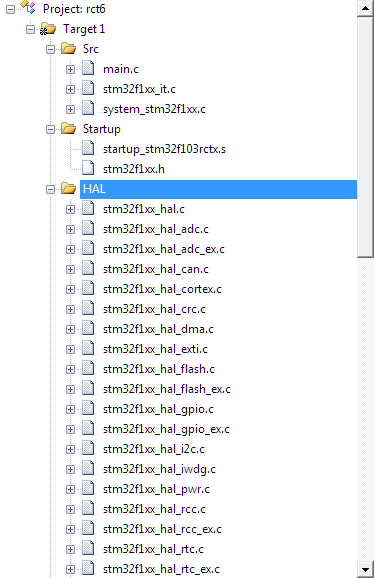 Project: rct6
Target 1
Src
main.c
stm32f1xx_it.c
system_stm32f1xx.c
Startup
startup_stm32f103rctx.s
stm32f1xx.h
HAL
stm32f1xx_hal.c
stm32f1xx_hal_adc.c
stm32f1xx_hal_adc_ex.c
stm32f1xx_hal_can.c
stm32f1xx_hal_cortex.c
stm32f1xx_hal_crc.c
stm32f1xx_hal_dma.c
stm32f1xx_hal_exti.c
stm32f1xx_hal_flash.c
stm32f1xx_hal_flash_ex.c
stm32f1xx_hal_gpio.c
stm32f1xx_hal_gpio_ex.c
stm32f1xx_hal_i2c.c
stm32f1xx_hal_iwdg.c
stm32f1xx_hal_pwr.c
stm32f1xx_hal_rcc.c
stm32f1xx_hal_rcc_ex.c
stm32f1xx_hal_rtc.c
stm32f1xx_hal_rtc_ex.c